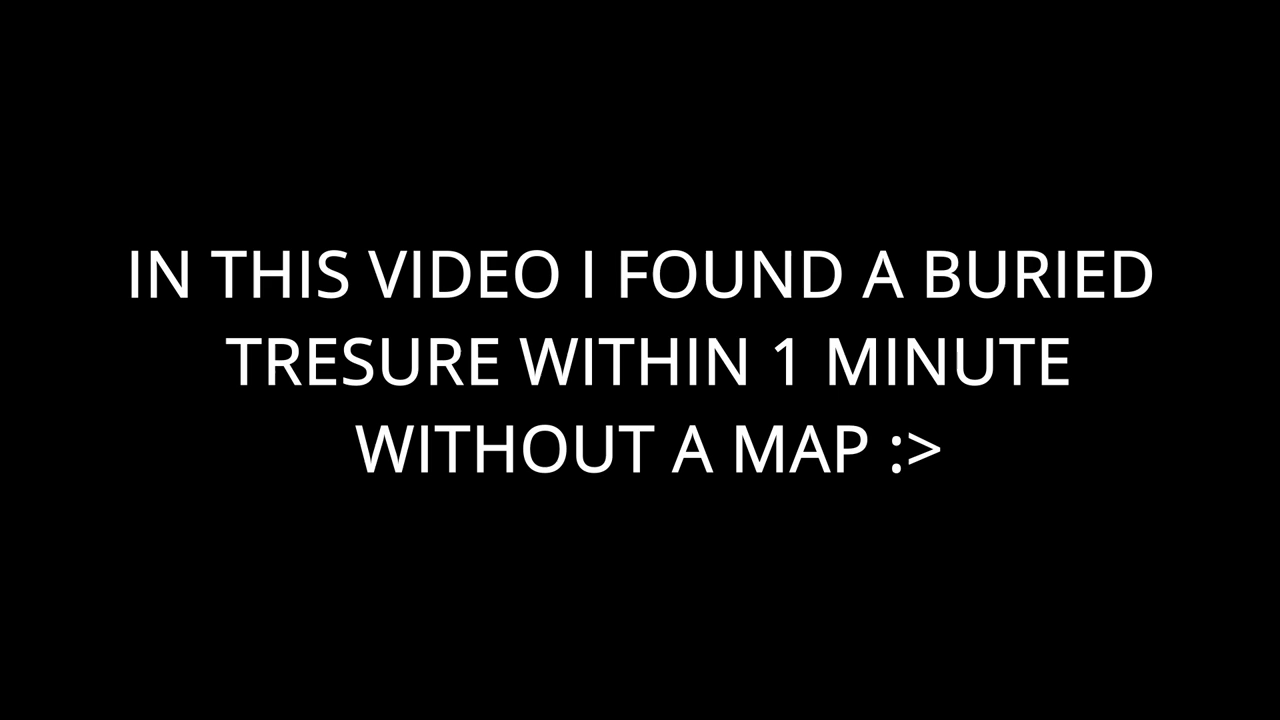 IN THIS VIDEO I FOUND A BURIED
TRESURE WITHIN 1 MINUTE
WITHOUT A MAP :>